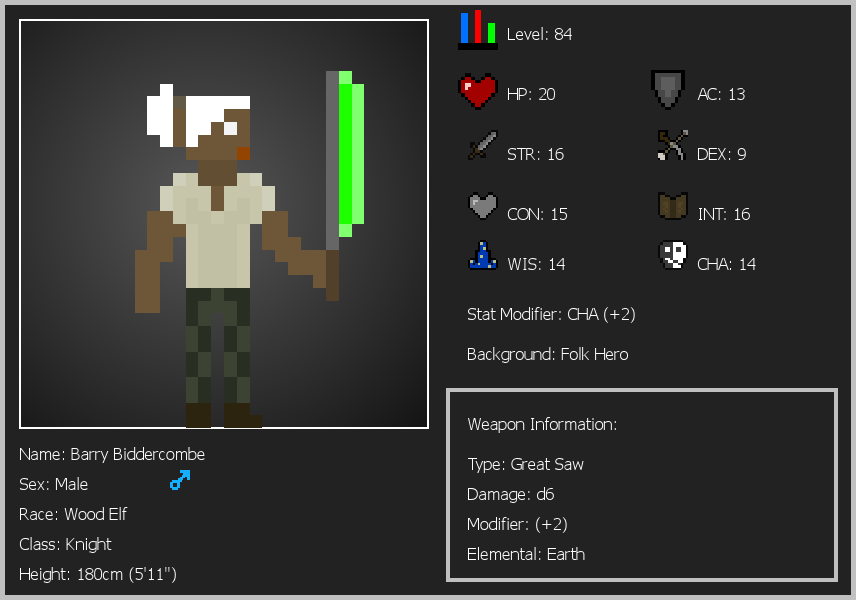 Level: 84
HP: 20
AC: 13
STR: 16
DEX: 9
CON: 15
INT: 16
WIS: 14
CHA: 14
Stat Modifier: CHA (+2)
Background: Folk Hero
Weapon Information:
Type: Great Saw
Damage: d6
Modifier: (+2)
Elemental: Earth
Name: Barry Biddercombe
Sex: Male
Race: Wood Elf
Class: Knight
Height: 180cm (5'11")